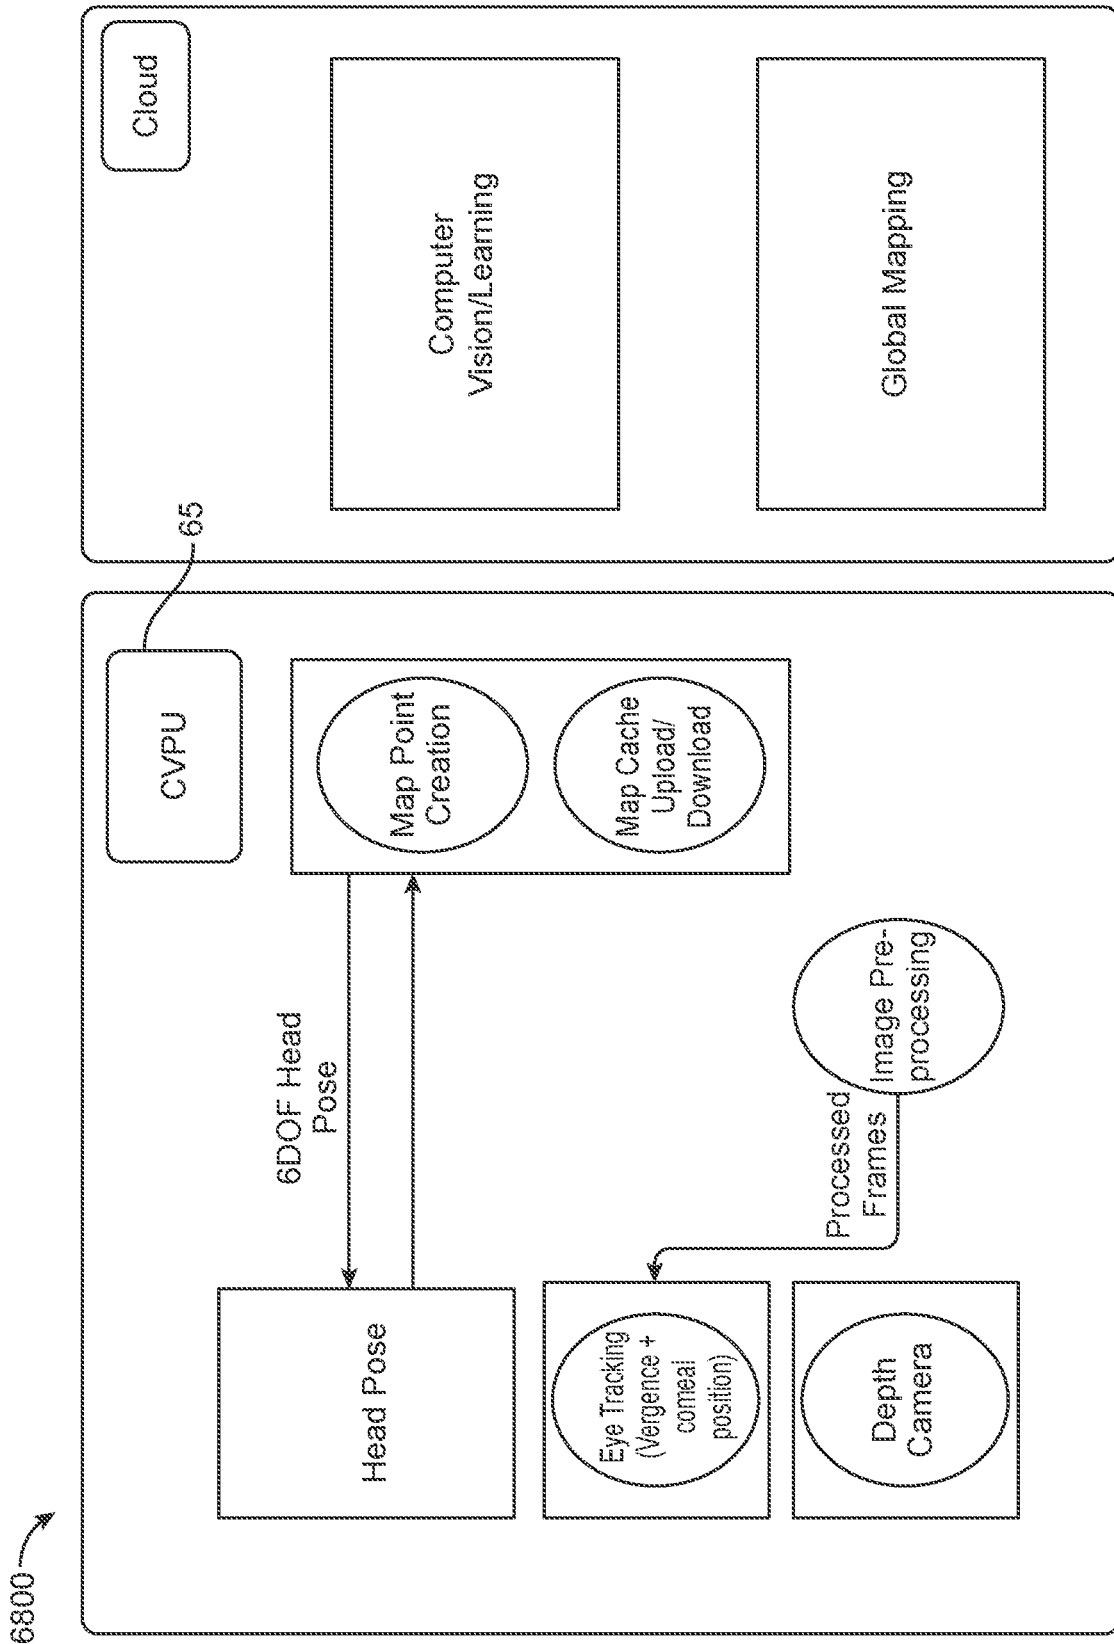 6800
CVPU
65
Cloud
Head Pose
6DOF Head
Pose
Map Point
Creation
Map Cache
Upload/
Download
Computer
Vision/Learning
Eye Tracking
(Vergence +
comeal
position)
Processed
Frames
Image Pre-
processing
Depth
Camera
Global Mapping